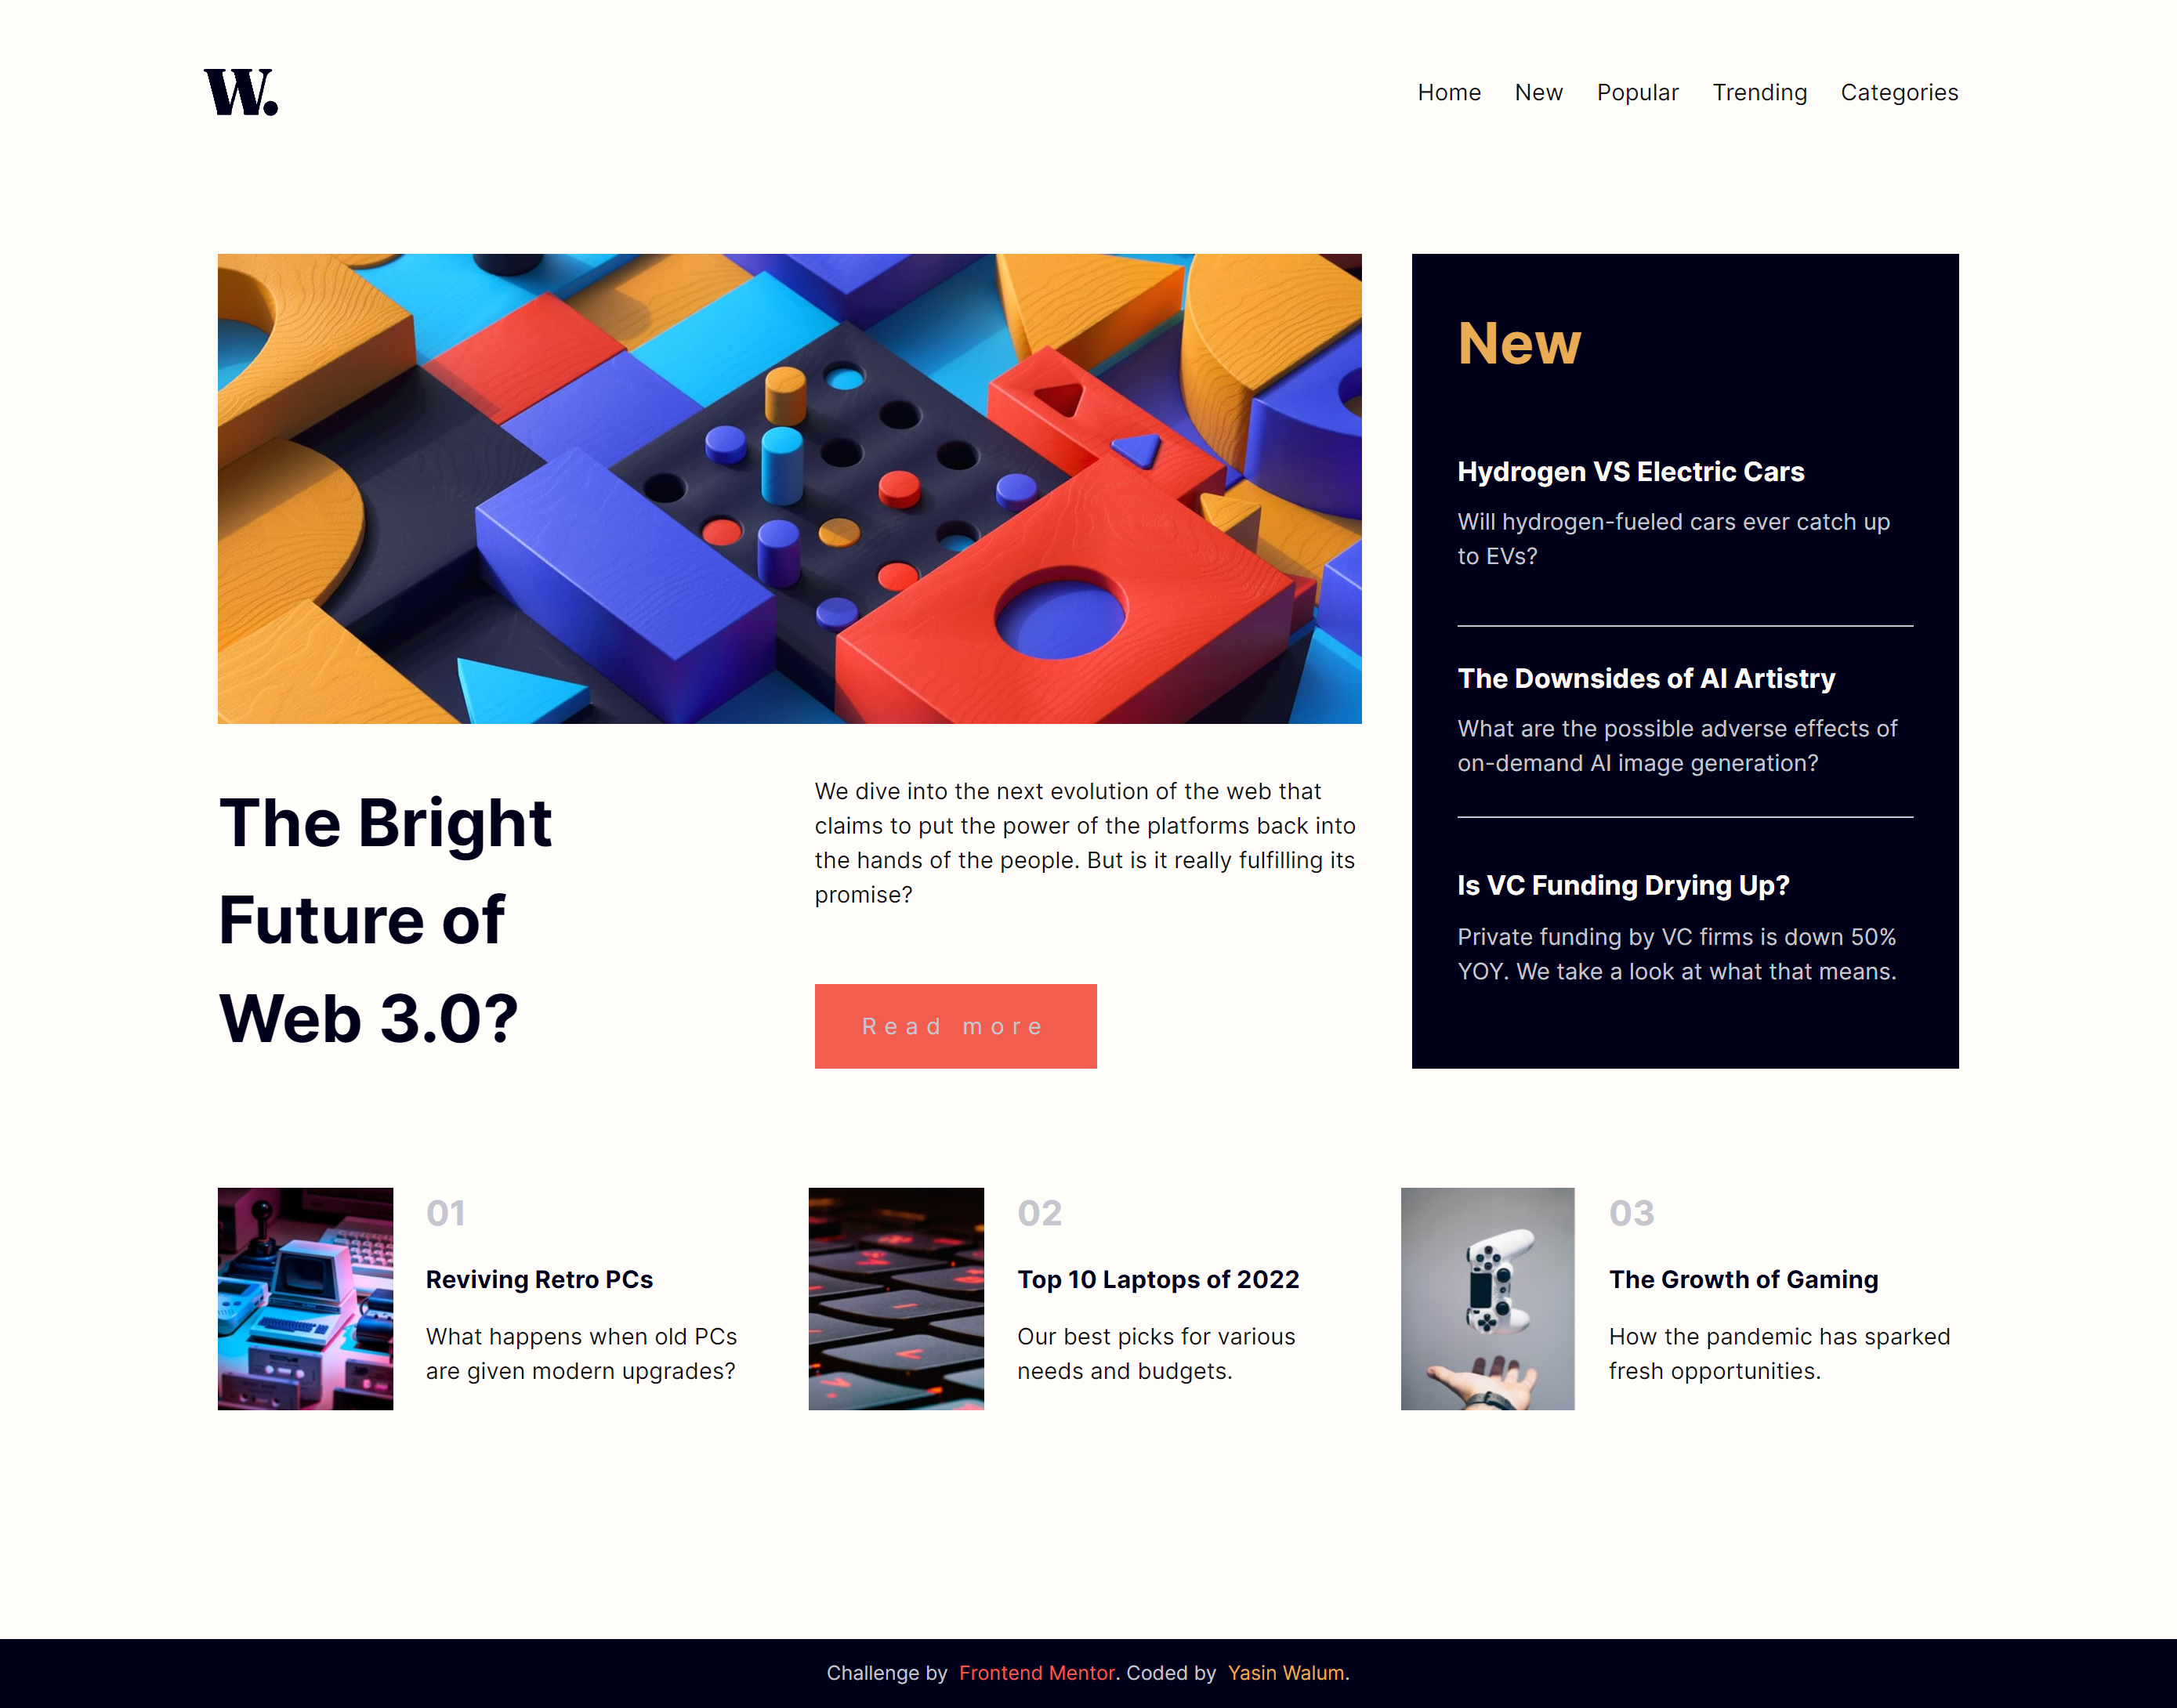 W.
Home New Popular Trending Categories
The Bright
Future of
Web 3.0?
We dive into the next evolution of the web that
claims to put the power of the platforms back into
the hands of the people. But is it really fulfilling its
promise?
Read more
New
Hydrogen VS Electric Cars
Will hydrogen-fueled cars ever catch up
to EVs?
The Downsides of AI Artistry
What are the possible adverse effects of
on-demand AI image generation?
Is VC Funding Drying Up?
Private funding by VC firms is down 50%
YOY. We take a look at what that means.
01
Reviving Retro PCs
What happens when old PCs
are given modern upgrades?
02
Top 10 Laptops of 2022
Our best picks for various
needs and budgets.
03
The Growth of Gaming
How the pandemic has sparked
fresh opportunities.
Challenge by Frontend Mentor. Coded by Yasin Walum.